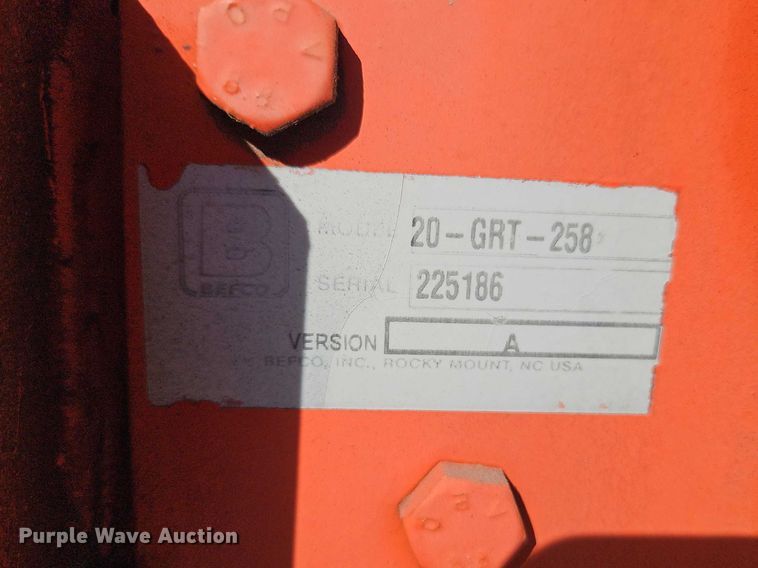 B
BEFCO
MODEL 20-GRT-258
SERIAL 225186
VERSION A
BEFCO, INC., ROCKY MOUNT, NC USA
Purple Wave Auction